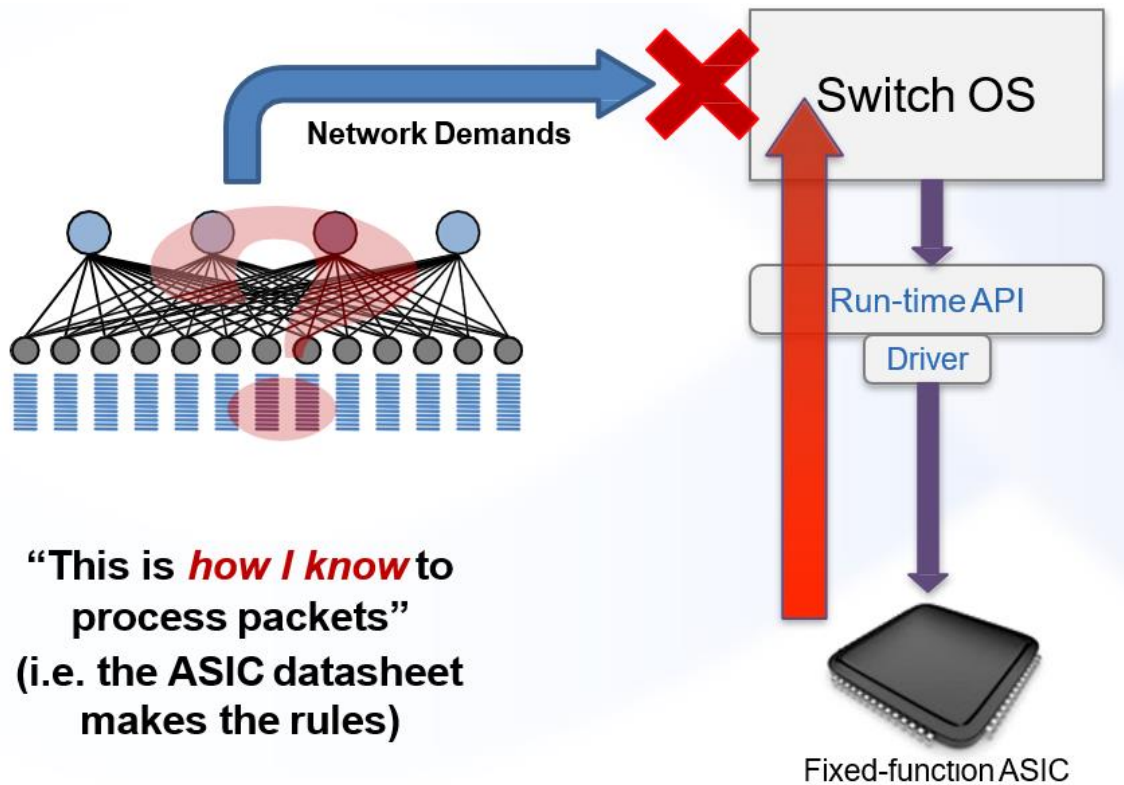 Switch OS
Network Demands
Run-time API
Driver
“This is how I know to
process packets”
(i.e. the ASIC datasheet
makes the rules)
Fixed-function ASIC